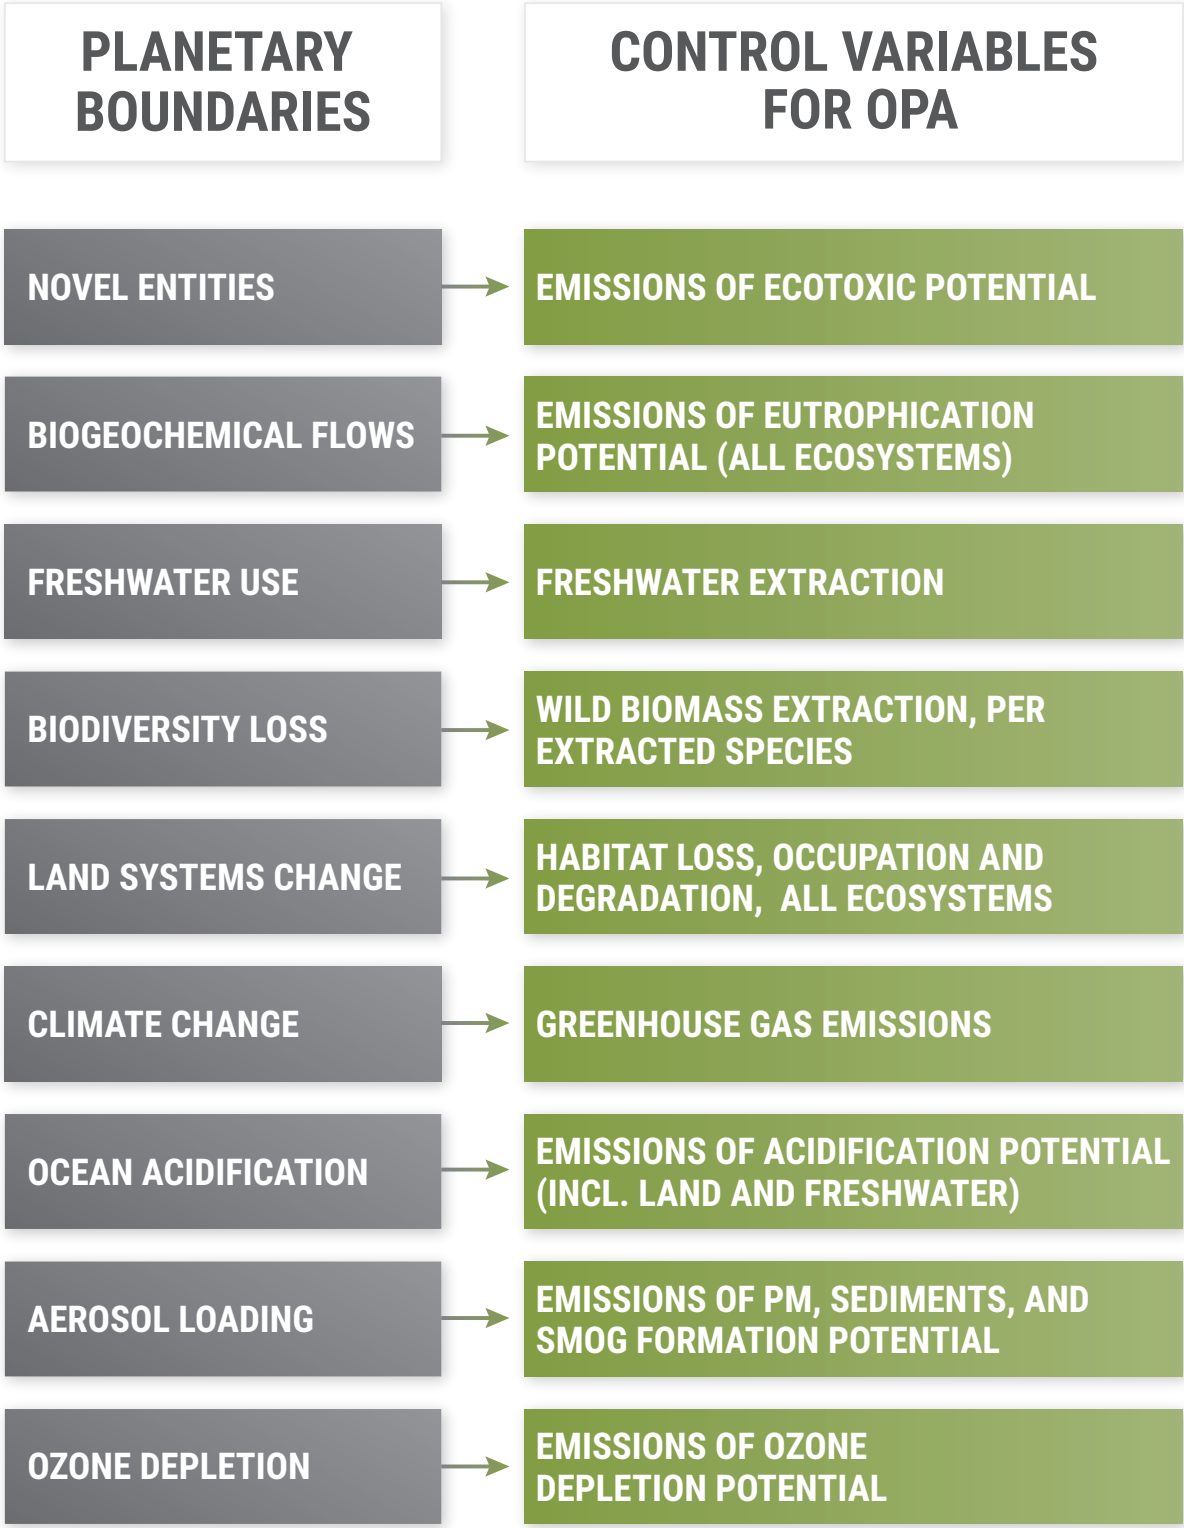 PLANETARY
BOUNDARIES
CONTROL VARIABLES
FOR OPA
NOVEL ENTITIES
EMISSIONS OF ECOTOXIC POTENTIAL
BIOGEOCHEMICAL FLOWS
EMISSIONS OF EUTROPHICATION
POTENTIAL (ALL ECOSYSTEMS)
FRESHWATER USE
FRESHWATER EXTRACTION
BIODIVERSITY LOSS
WILD BIOMASS EXTRACTION, PER
EXTRACTED SPECIES
LAND SYSTEMS CHANGE
HABITAT LOSS, OCCUPATION AND
DEGRADATION, ALL ECOSYSTEMS
CLIMATE CHANGE
GREENHOUSE GAS EMISSIONS
OCEAN ACIDIFICATION
EMISSIONS OF ACIDIFICATION POTENTIAL
(INCL. LAND AND FRESHWATER)
AEROSOL LOADING
EMISSIONS OF PM, SEDIMENTS, AND
SMOG FORMATION POTENTIAL
OZONE DEPLETION
EMISSIONS OF OZONE
DEPLETION POTENTIAL